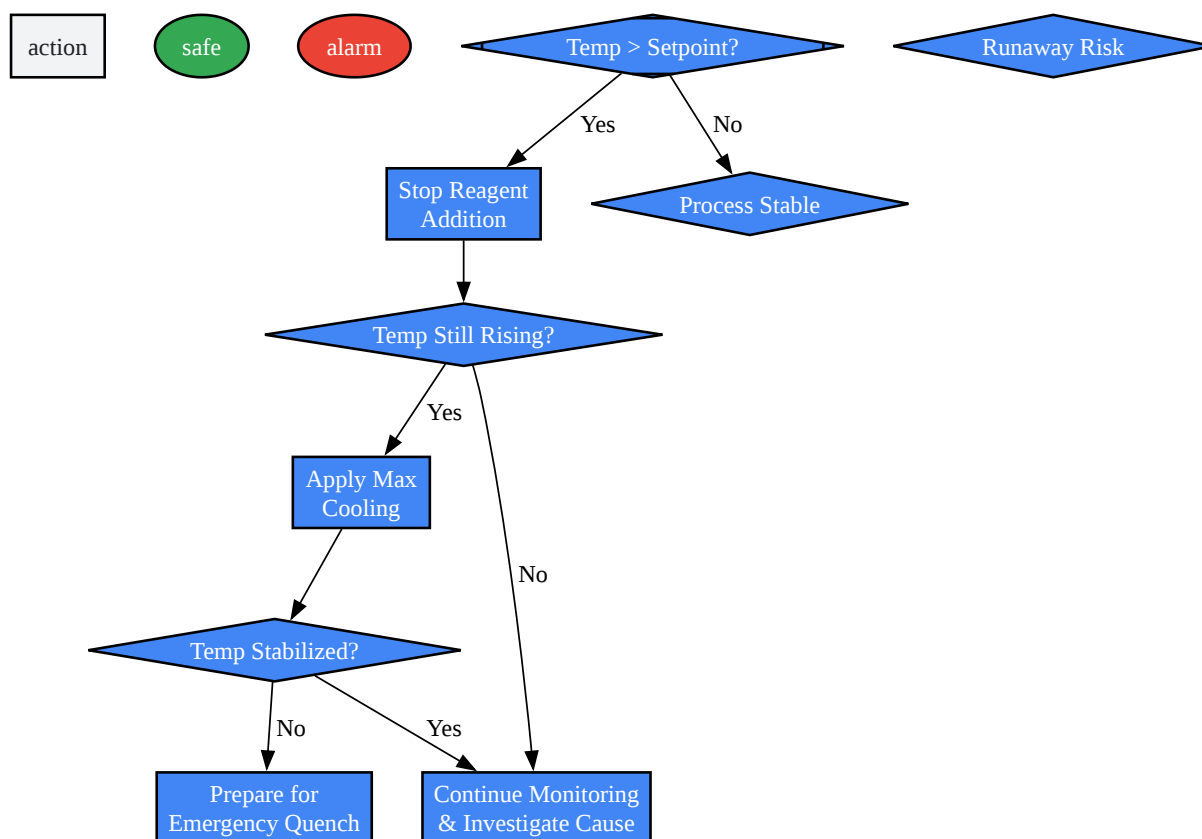 action
safe
alarm
Temp > Setpoint?
Runaway Risk
Yes
No
Stop Reagent
Addition
Process Stable
Temp Still Rising?
Yes
Apply Max
Cooling
No
Temp Stabilized?
No
Yes
Prepare for
Emergency Quench
Continue Monitoring
& Investigate Cause